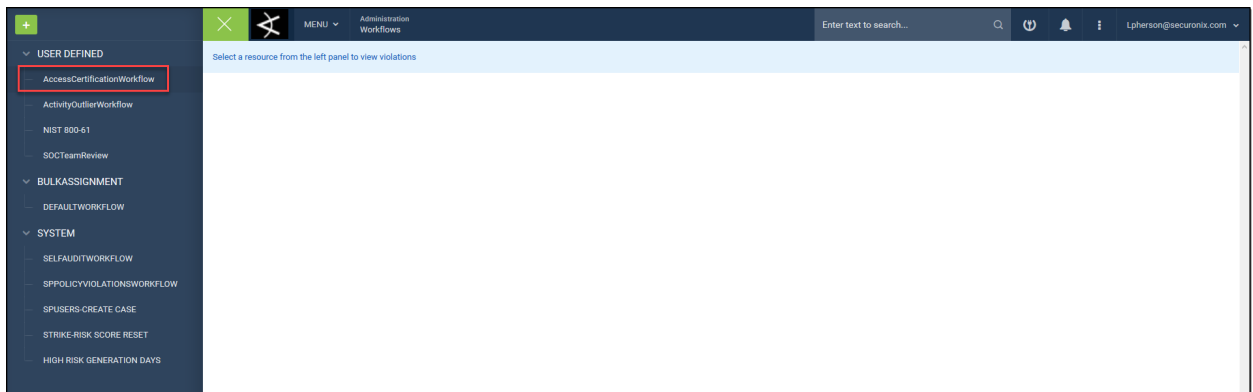 +
MENU
Administration
Workflows
Enter text to search...
Lpherson@securonix.com
USER DEFINED
AccessCertificationWorkflow
ActivityOutlierWorkflow
NIST 800-61
SOCTeamReview
BULKASSIGNMENT
DEFAULTWORKFLOW
SYSTEM
SELFAUDITWORKFLOW
SPPOLICYVIOLATIONSWORKFLOW
SPUSERS-CREATE CASE
STRIKE-RISK SCORE RESET
HIGH RISK GENERATION DAYS
Select a resource from the left panel to view violations